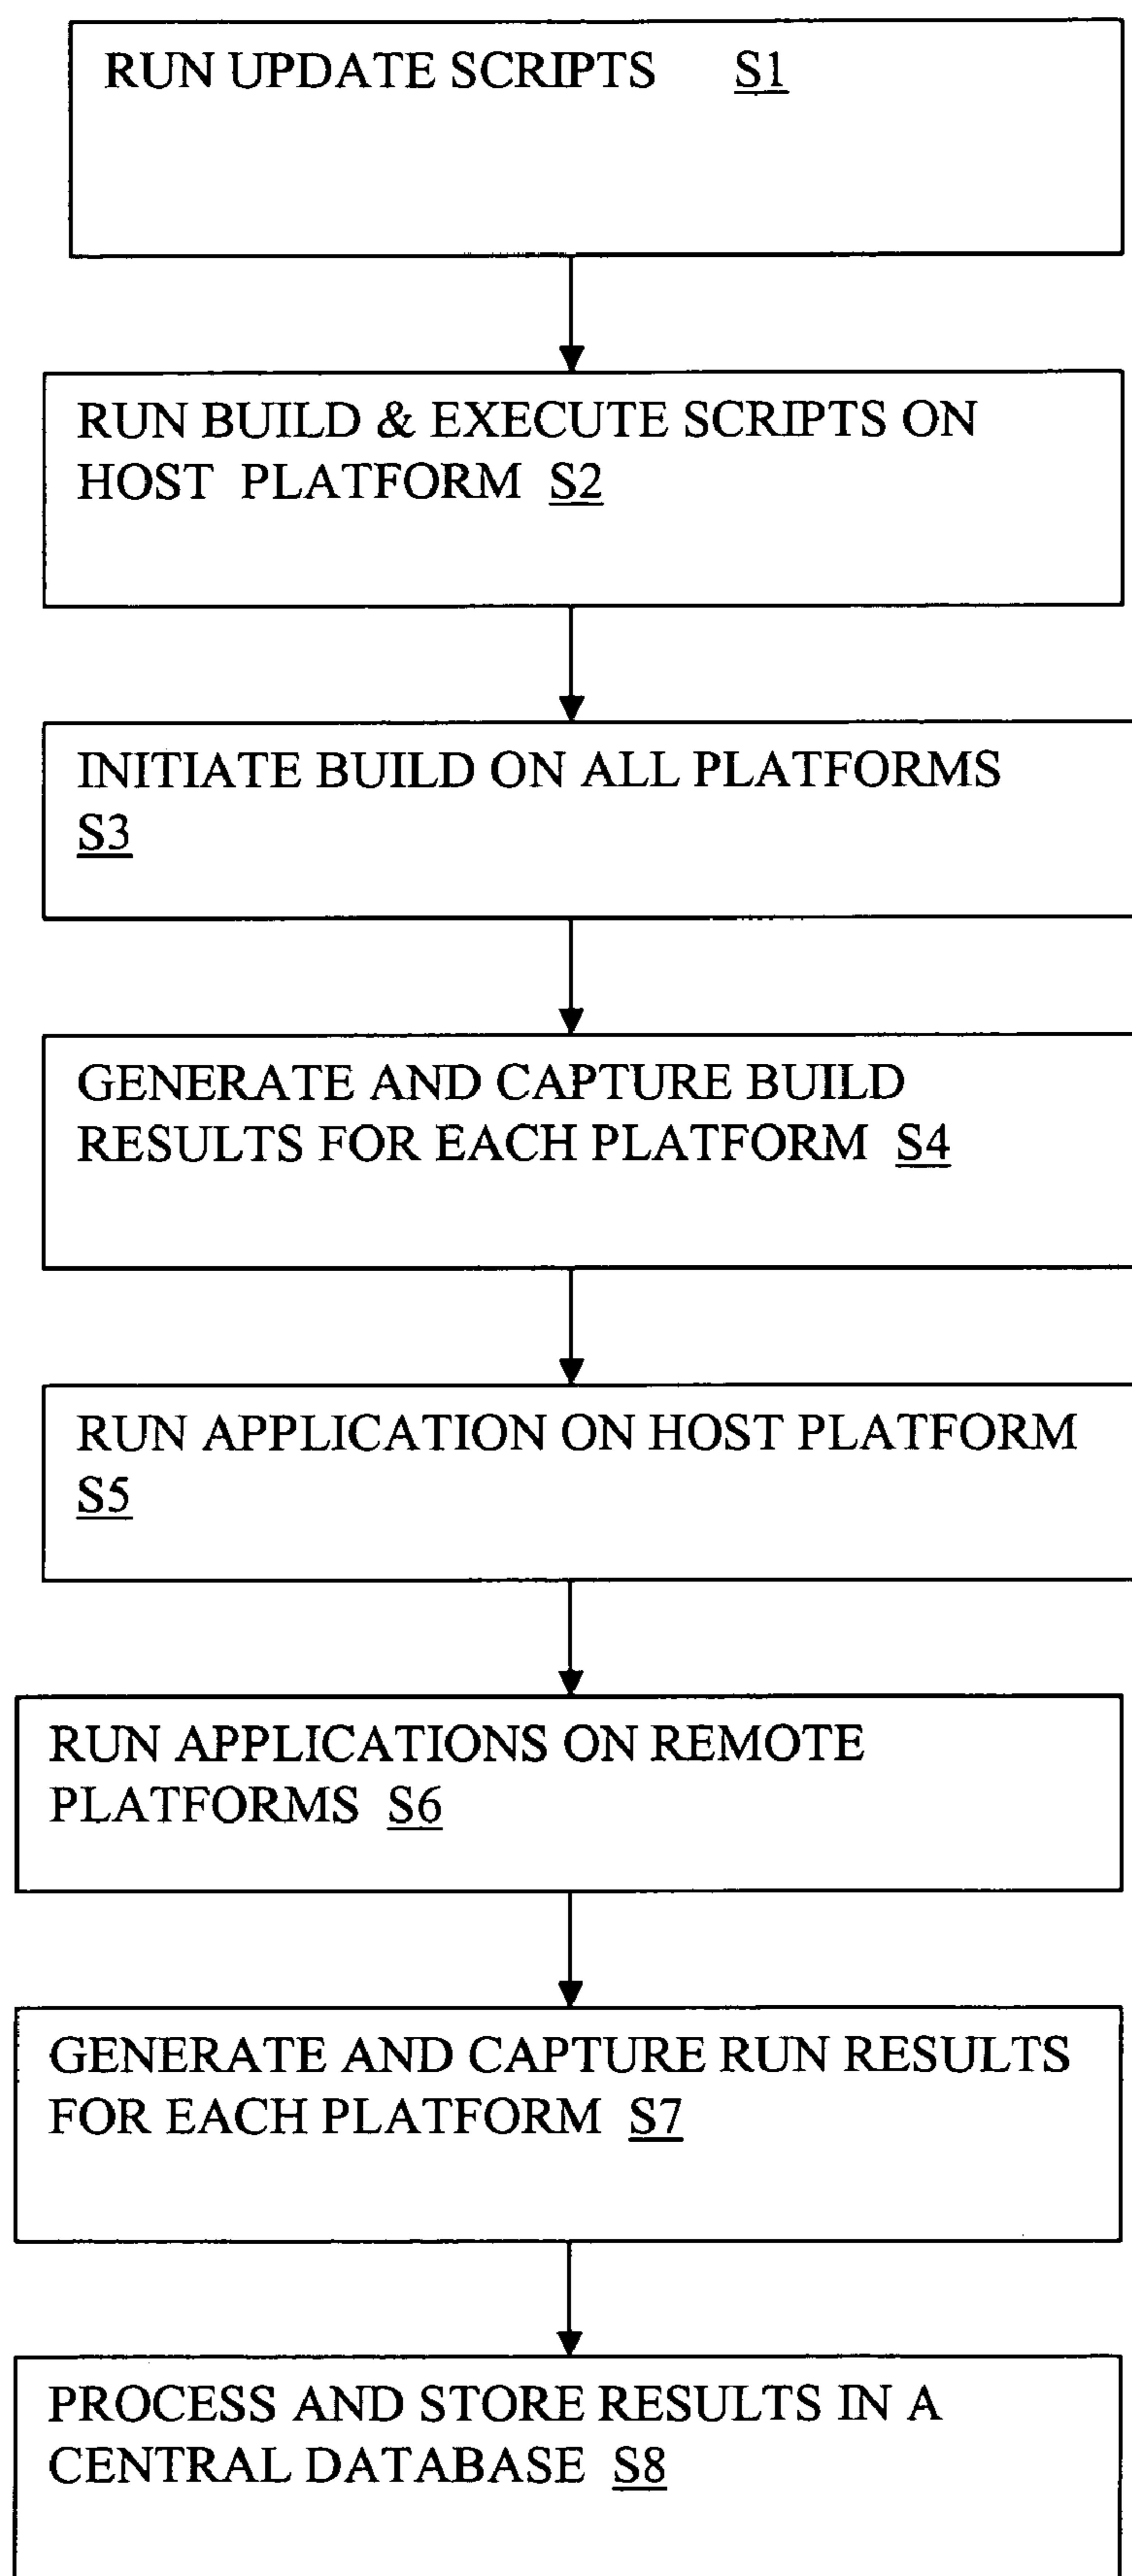 RUN UPDATE SCRIPTS S1
RUN BUILD & EXECUTE SCRIPTS ON
HOST PLATFORM S2
INITIATE BUILD ON ALL PLATFORMS
S3
GENERATE AND CAPTURE BUILD
RESULTS FOR EACH PLATFORM S4
RUN APPLICATION ON HOST PLATFORM
S5
RUN APPLICATIONS ON REMOTE
PLATFORMS S6
GENERATE AND CAPTURE RUN RESULTS
FOR EACH PLATFORM S7
PROCESS AND STORE RESULTS IN A
CENTRAL DATABASE S8